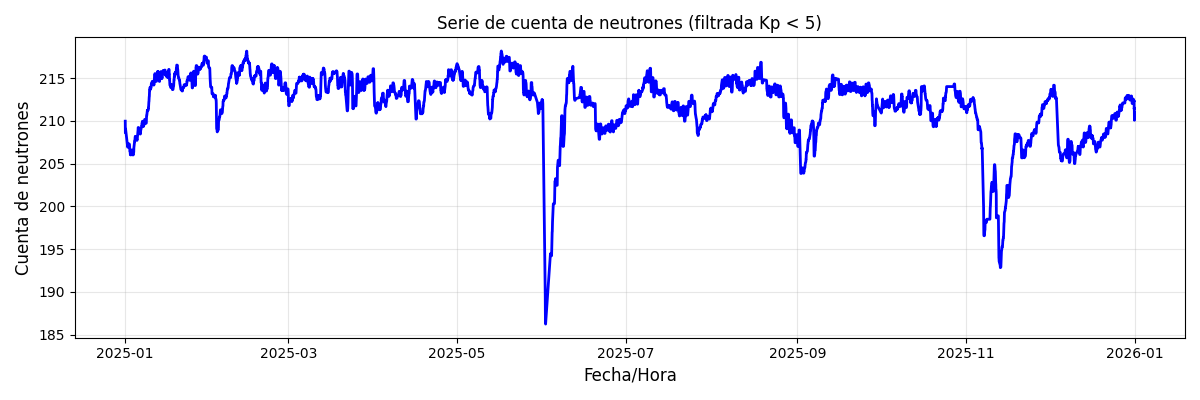 Serie de cuenta de neutrones (filtrada Kp < 5)
Cuenta de neutrones
215
210
205
200
195
190
185
2025-01 2025-03 2025-05 2025-07 2025-09 2025-11 2026-01
Fecha/Hora